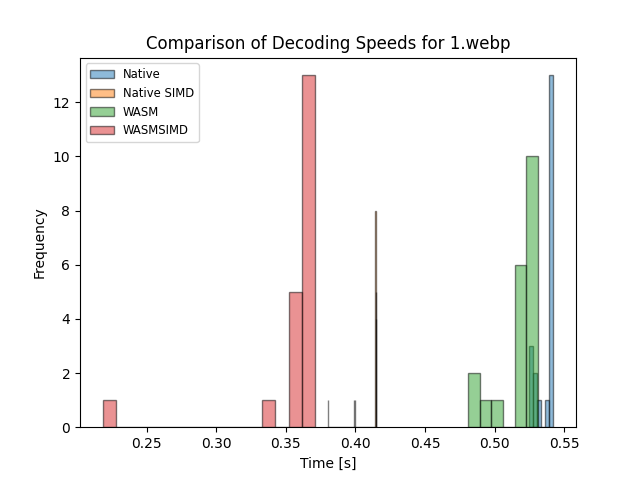 Comparison of Decoding Speeds for 1.webp
Native
Native SIMD
WASM
WASMSIMD
Frequency
12
10
8
6
4
2
0
0.25 0.30 0.35 0.40 0.45 0.50 0.55
Time [s]